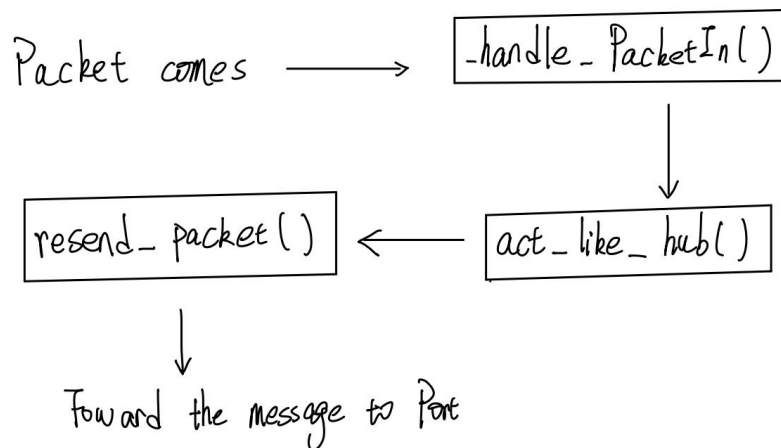 Packet comes
_handle_PacketIn()
act_like_hub()
resend_packet()
Foward the message to Port